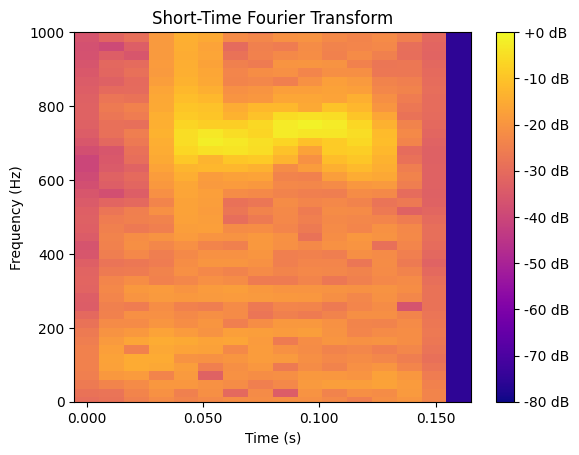 Short-Time Fourier Transform
Frequency (Hz)
1000
800
600
400
200
0
0.000
0.050
0.100
0.150
Time (s)
+0 dB
-10 dB
-20 dB
-30 dB
-40 dB
-50 dB
-60 dB
-70 dB
-80 dB